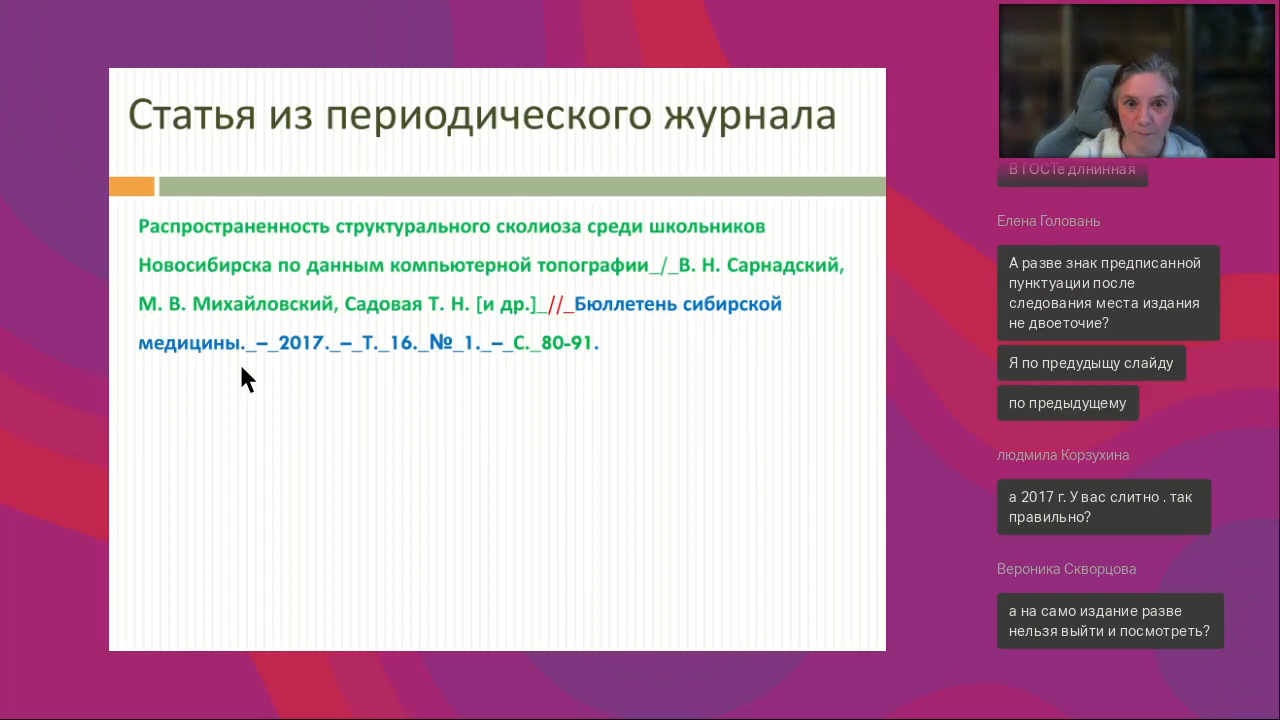 Статья из периодического журнала
Распространенность структурального сколиоза среди школьников
Новосибирска по данным компьютерной топографии_/_В. Н. Сарнадский,
М. В. Михайловский, Садовая Т. Н. [и др.]_//_Бюллетень сибирской
медицины._–_2017._–_Т._16._№_1._–_С._80-91.
В ГОСТе длнинная
Елена Головань
А разве знак предписанной
пунктуации после
следования места издания
не двоеточие?
Я по предудыщу слайду
по предыдущему
людмила Корзухина
а 2017 г. У вас слитно . так
правильно?
Вероника Скворцова
а на само издание разве
нельзя выйти и посмотреть?